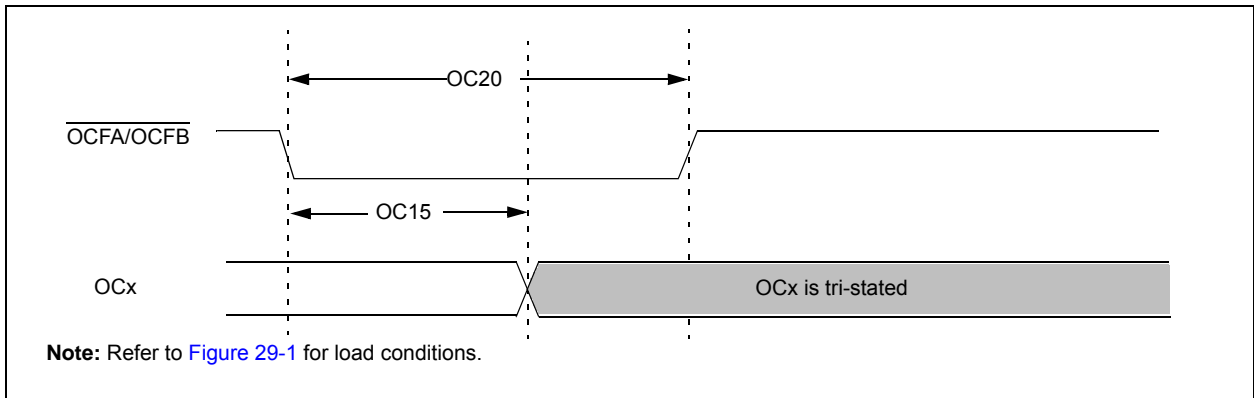 OC20
OCFA/OCFB
OC15
OCx
OCx is tri-stated
Note: Refer to Figure 29-1 for load conditions.